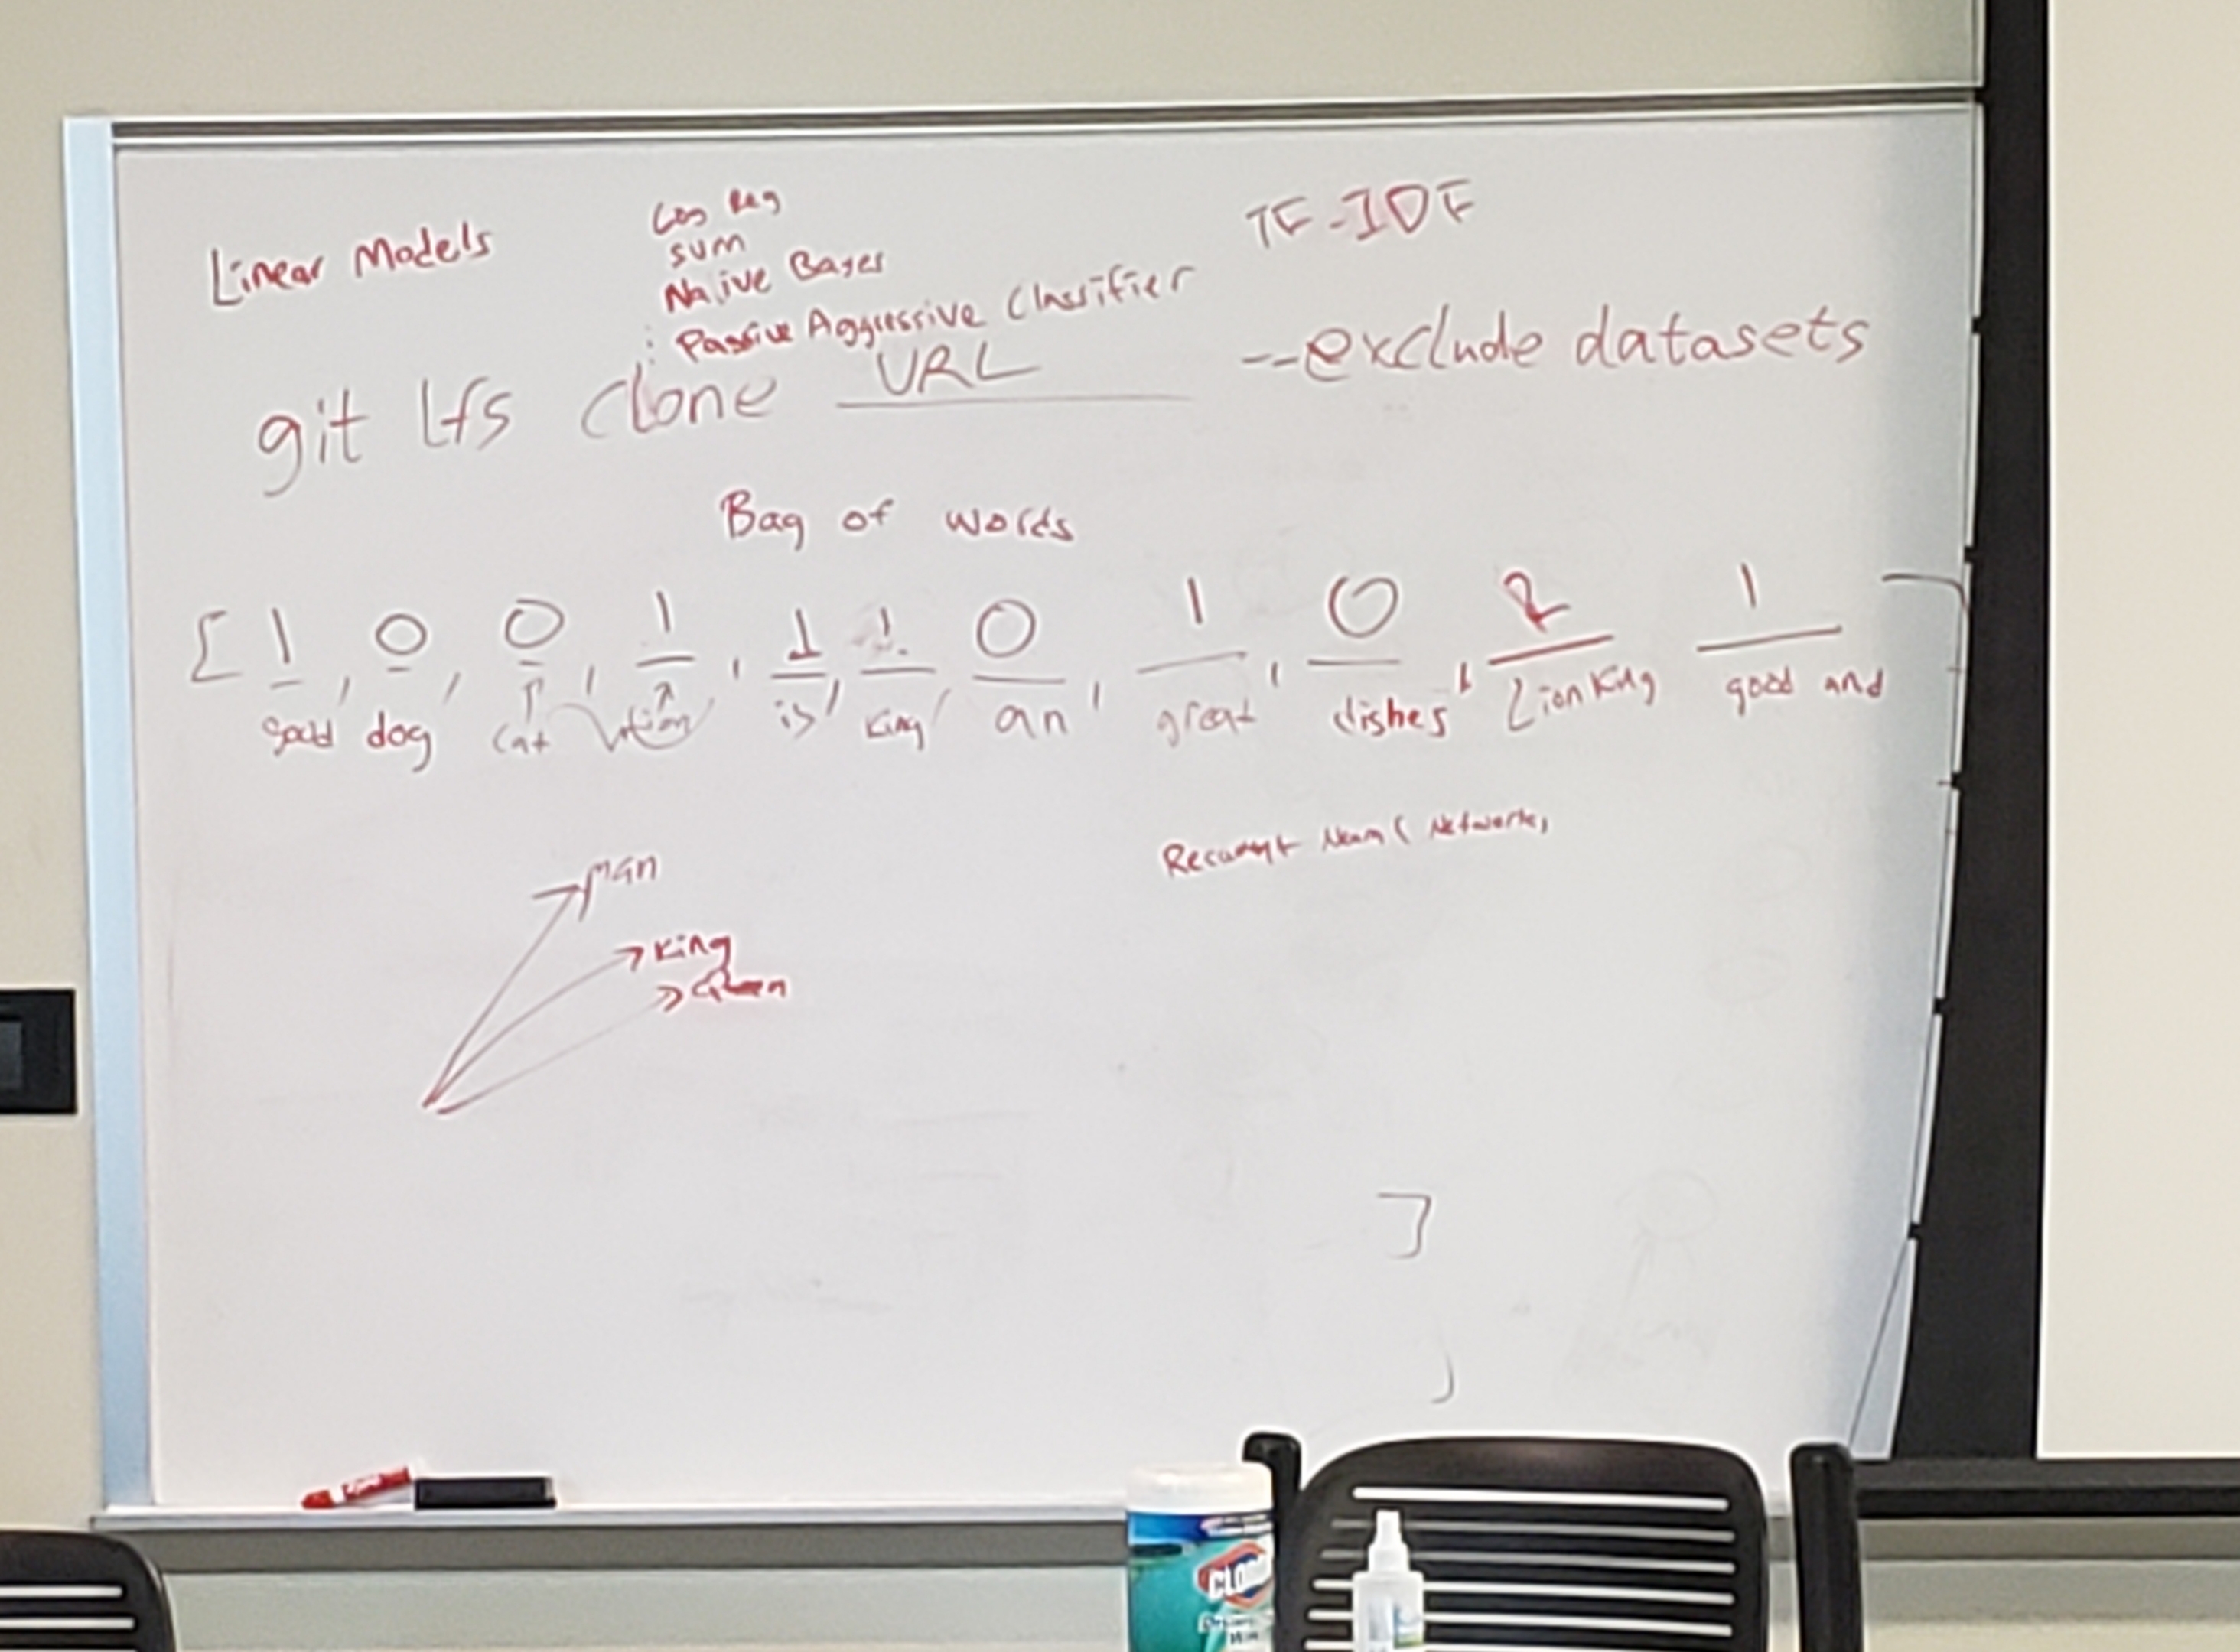 Linear Models
Log Reg
SVM
Naive Bayes
Passive Aggressive Classifier
TF-IDF
git lfs clone URL --exclude datasets
Bag of words
[ 1, 0, 0, 1, 1, 1, 0, 1, 0, 2 1 ]
good dog cat lion is King an great dishes Lion King good and
Man
King
Queen
Recurrent Neural Networks
]
]
CLOROX